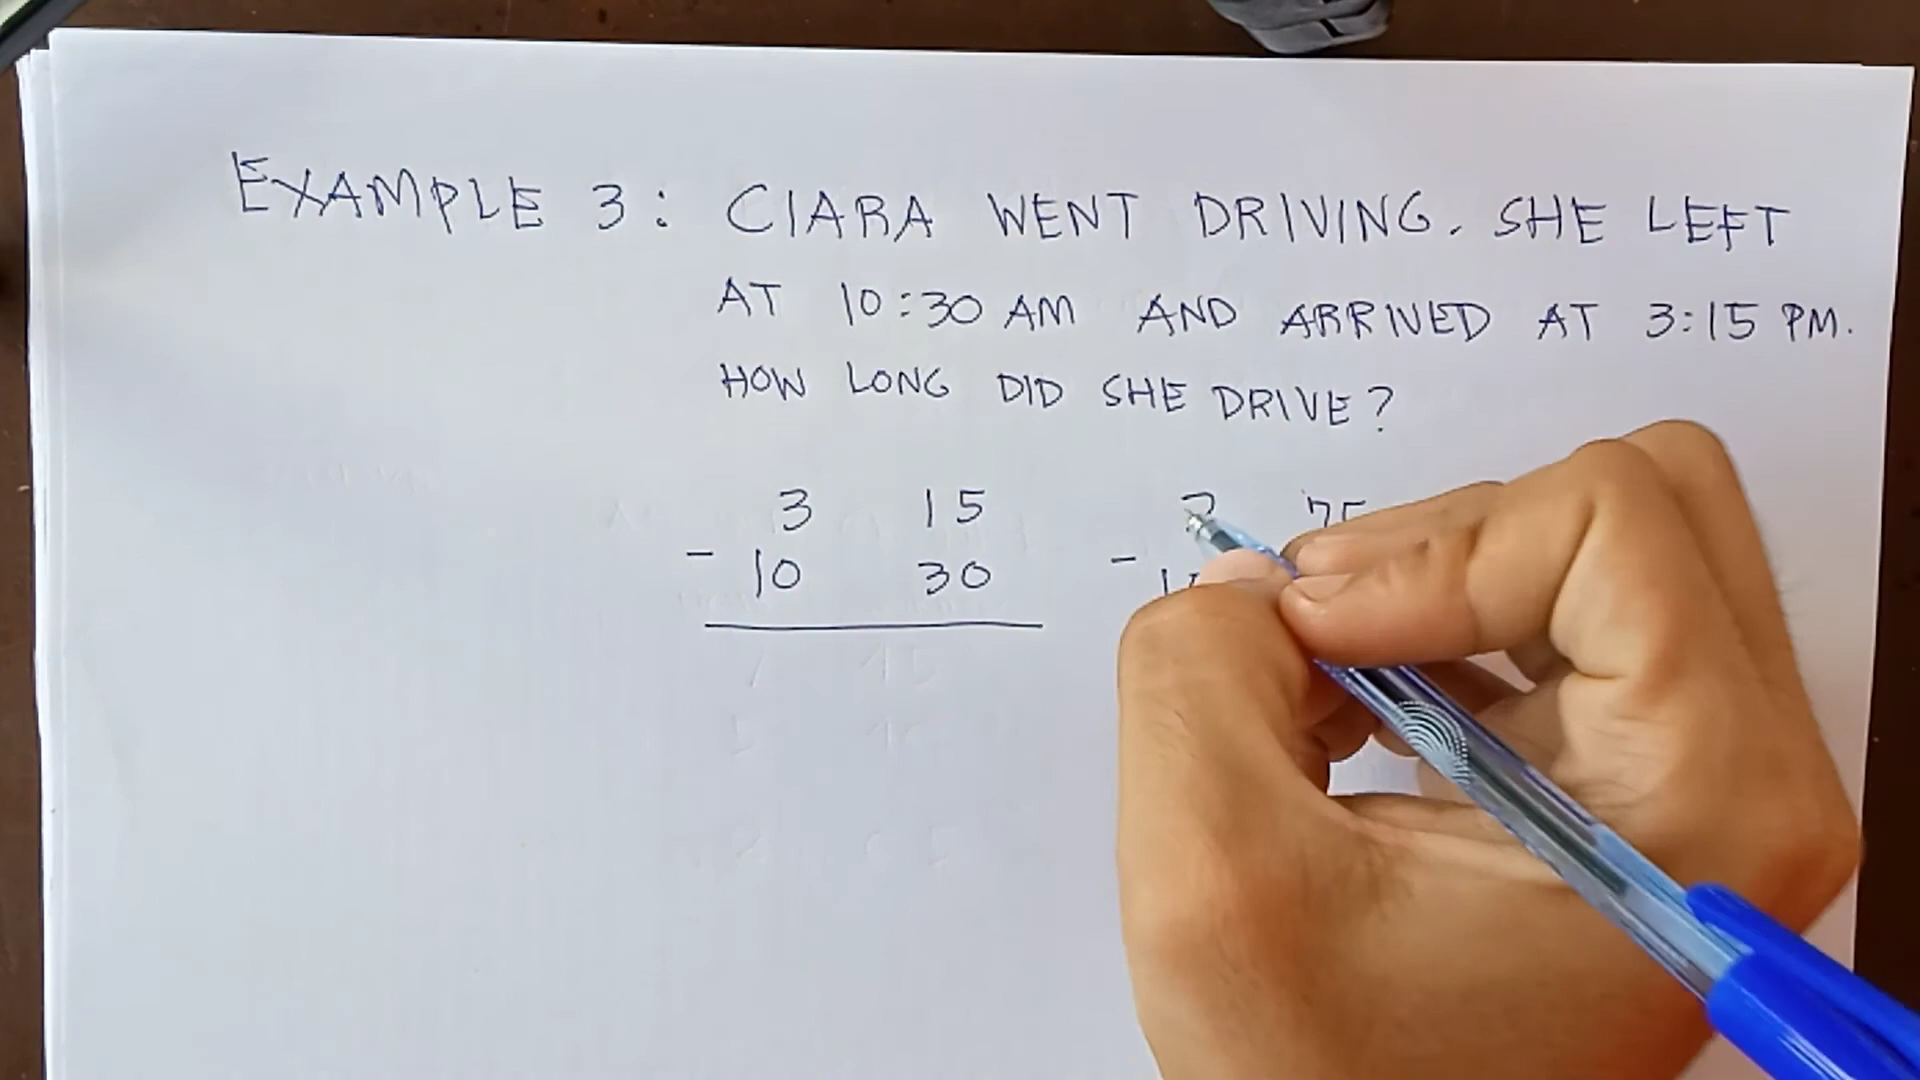 EXAMPLE 3: CIARA WENT DRIVING. SHE LEFT
AT 10:30 AM AND ARRIVED AT 3:15 PM.
HOW LONG DID SHE DRIVE?
3 15 75
- 10 30 -